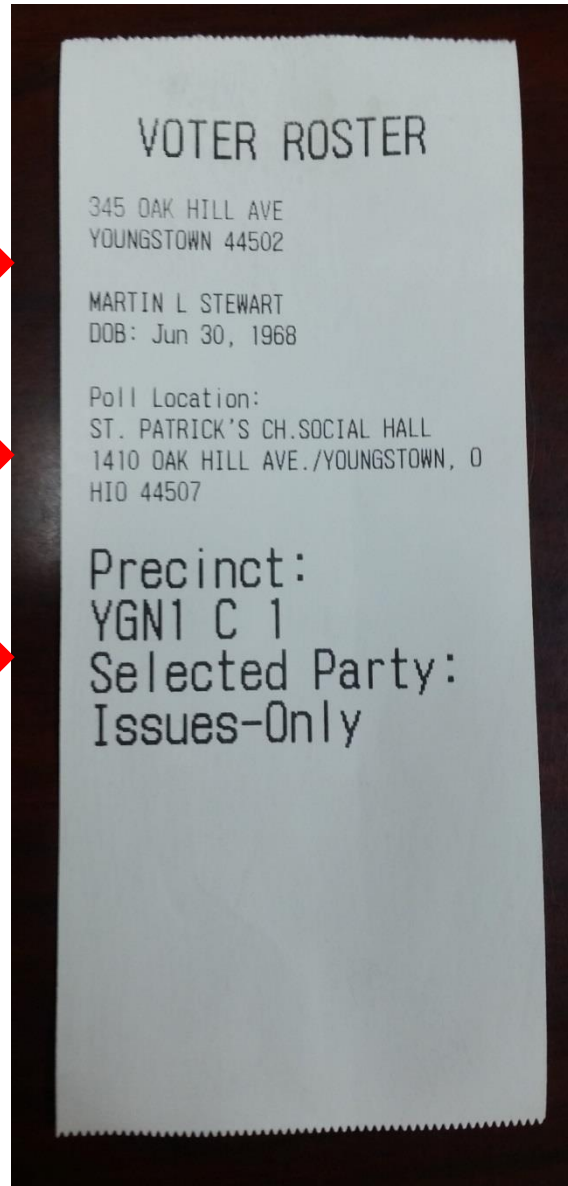 VOTER ROSTER
345 OAK HILL AVE
YOUNGSTOWN 44502
MARTIN L STEWART
DOB: Jun 30, 1968
Poll Location:
ST. PATRICK'S CH.SOCIAL HALL
1410 OAK HILL AVE./YOUNGSTOWN, O
HIO 44507
Precinct:
YGN1 C 1
Selected Party:
Issues-Only